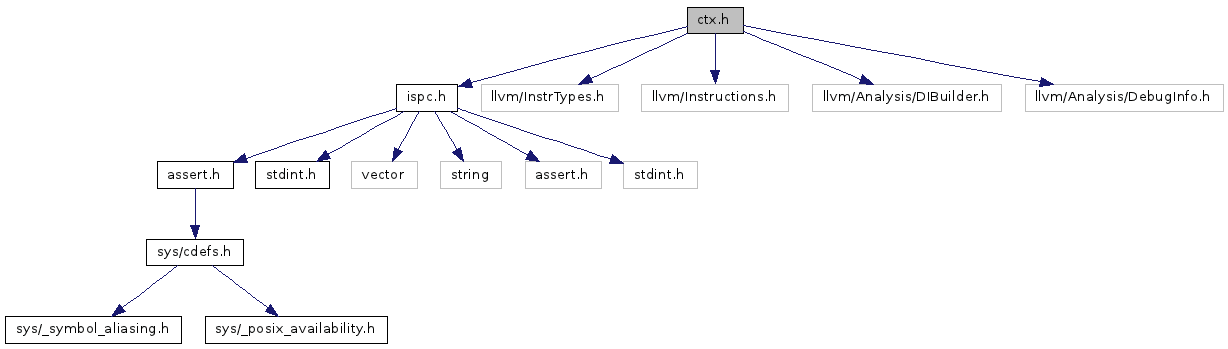 ctx.h
ispc.h
llvm/InstrTypes.h
llvm/Instructions.h
llvm/Analysis/DIBuilder.h
llvm/Analysis/DebugInfo.h
assert.h
stdint.h
vector
string
assert.h
stdint.h
sys/cdefs.h
sys/_symbol_aliasing.h
sys/_posix_availability.h